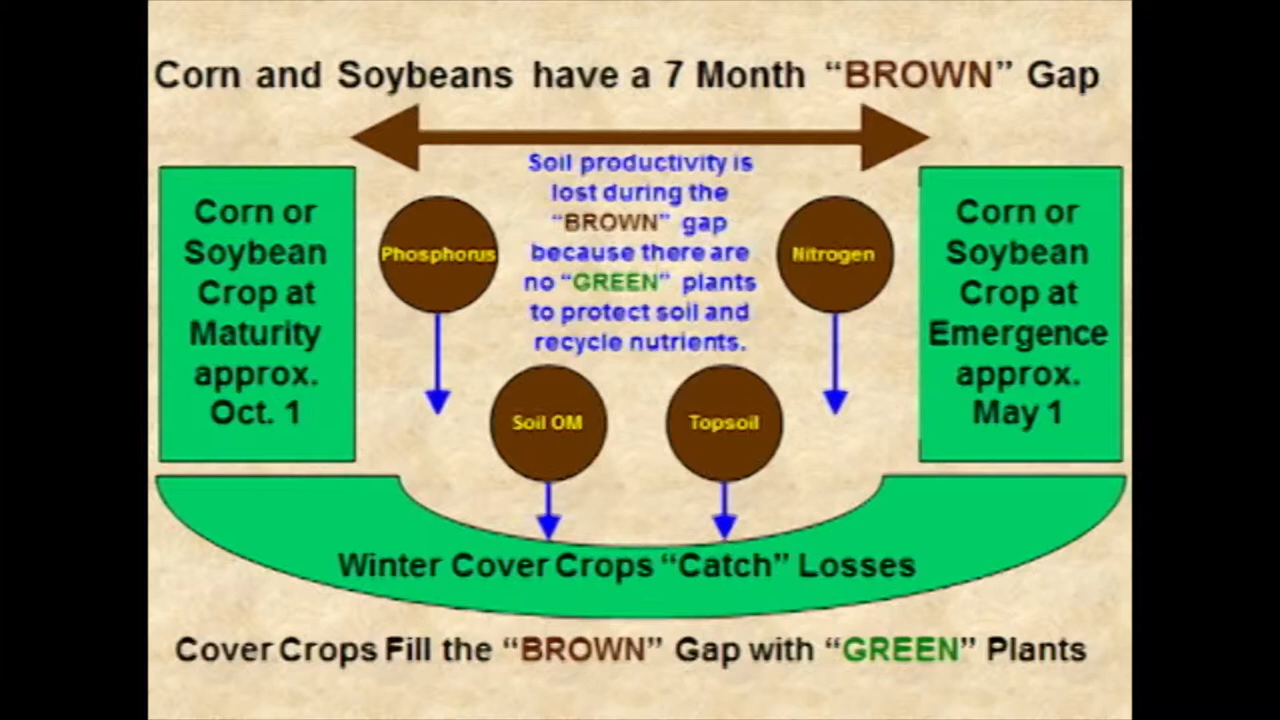 Corn and Soybeans have a 7 Month “BROWN” Gap
Corn or
Soybean
Crop at
Maturity
approx.
Oct. 1
Phosphorus
Soil productivity is
lost during the
“BROWN” gap
because there are
no “GREEN” plants
to protect soil and
recycle nutrients.
Nitrogen
Corn or
Soybean
Crop at
Emergence
approx.
May 1
Soil OM
Topsoil
Winter Cover Crops “Catch” Losses
Cover Crops Fill the “BROWN” Gap with “GREEN” Plants